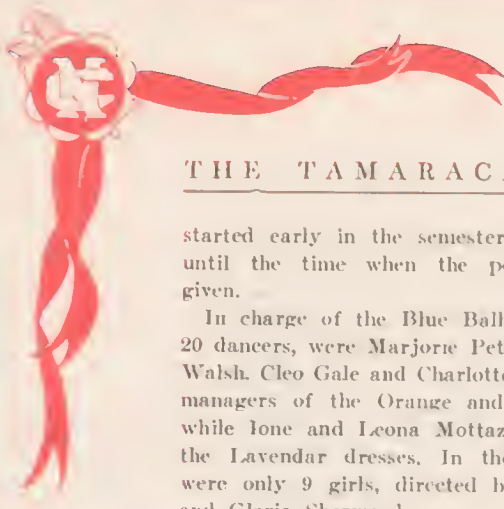 THE TAMARAC
started early in the semester
until the time when the p
given.
In charge of the Blue Ball
20 dancers, were Marjorie Pet
Walsh. Cleo Gale and Charlotte
managers of the Orange and
while Ione and Leona Mottaz
the Lavendar dresses. In the
were only 9 girls, directed b